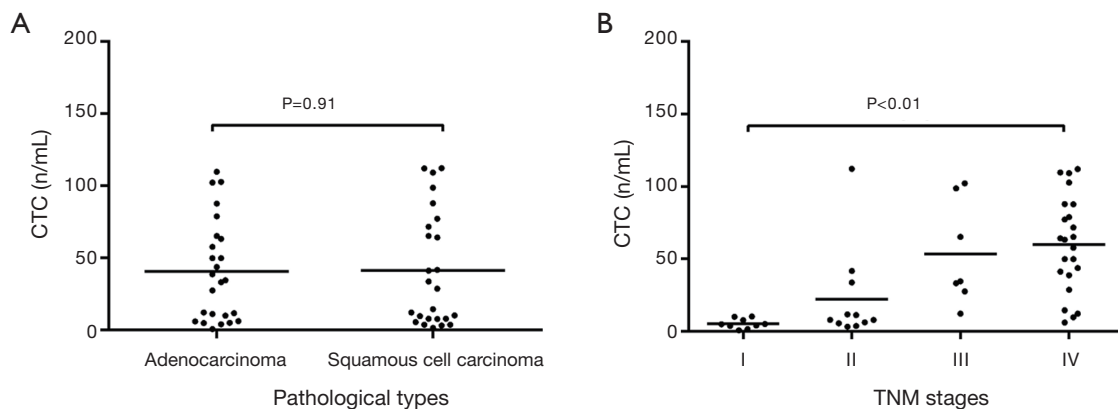 A
200
150
100
50
0
CTC (n/mL)
P=0.91
Adenocarcinoma
Squamous cell carcinoma
Pathological types
B
200
150
100
50
0
CTC (n/mL)
P<0.01
I
II
III
IV
TNM stages